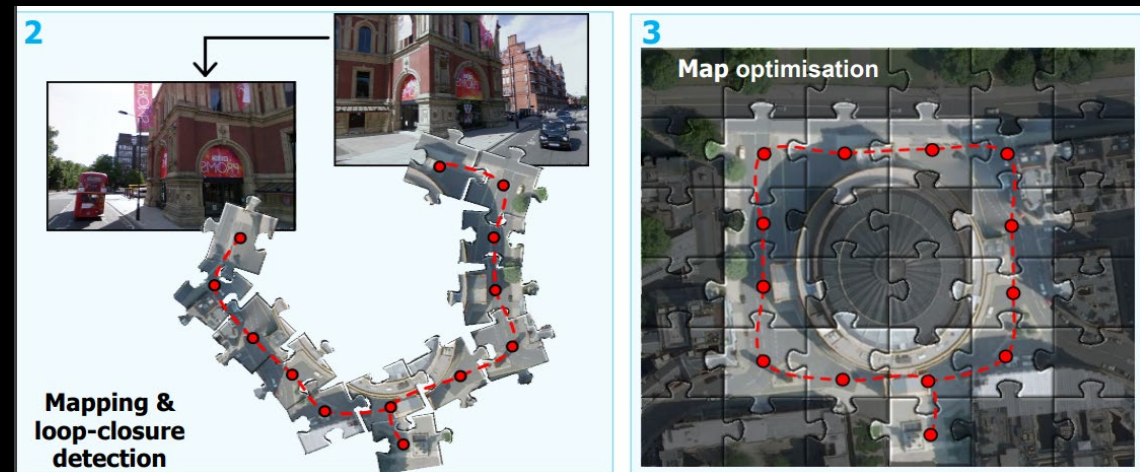 2
Mapping &
loop-closure
detection
3
Map optimisation